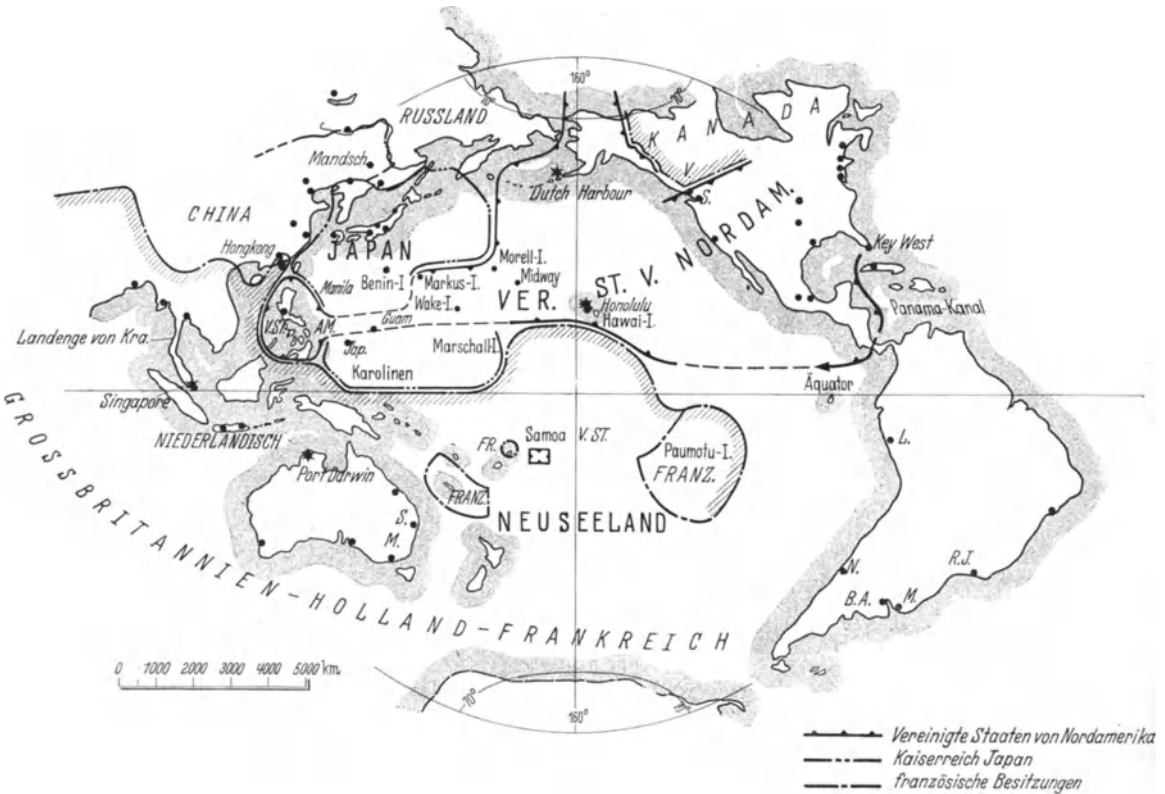 160°
70°
70°
KANADA
RUSSLAND
Mandsch.
Dutch Harbour
V.
S.
CHINA
NORDAM.
Key West
Hongkong
JAPAN
Morell-I.
ST. V.
Manila
Benin-I
Markus-I.
Midway
Wake-I.
VER.
Honolulu
Hawai-I.
Panama-Kanal
Guam
V.ST.
AM.
Landenge von Kra.
Jap.
Marschall-I.
Karolinen
Äquator
Singapore
NIEDERLÄNDISCH
FR.
Samoa
V. ST.
Paumotu-I.
FRANZ.
L.
Port Darwin
FRANZ.
S.
M.
NEUSEELAND
N.
R.J.
B.A.
M.
GROSSBRITANNIEN-HOLLAND-FRANKREICH
0 1000 2000 3000 4000 5000 km.
70°
160°
Vereinigte Staaten von Nordamerika
Kaiserreich Japan
französische Besitzungen